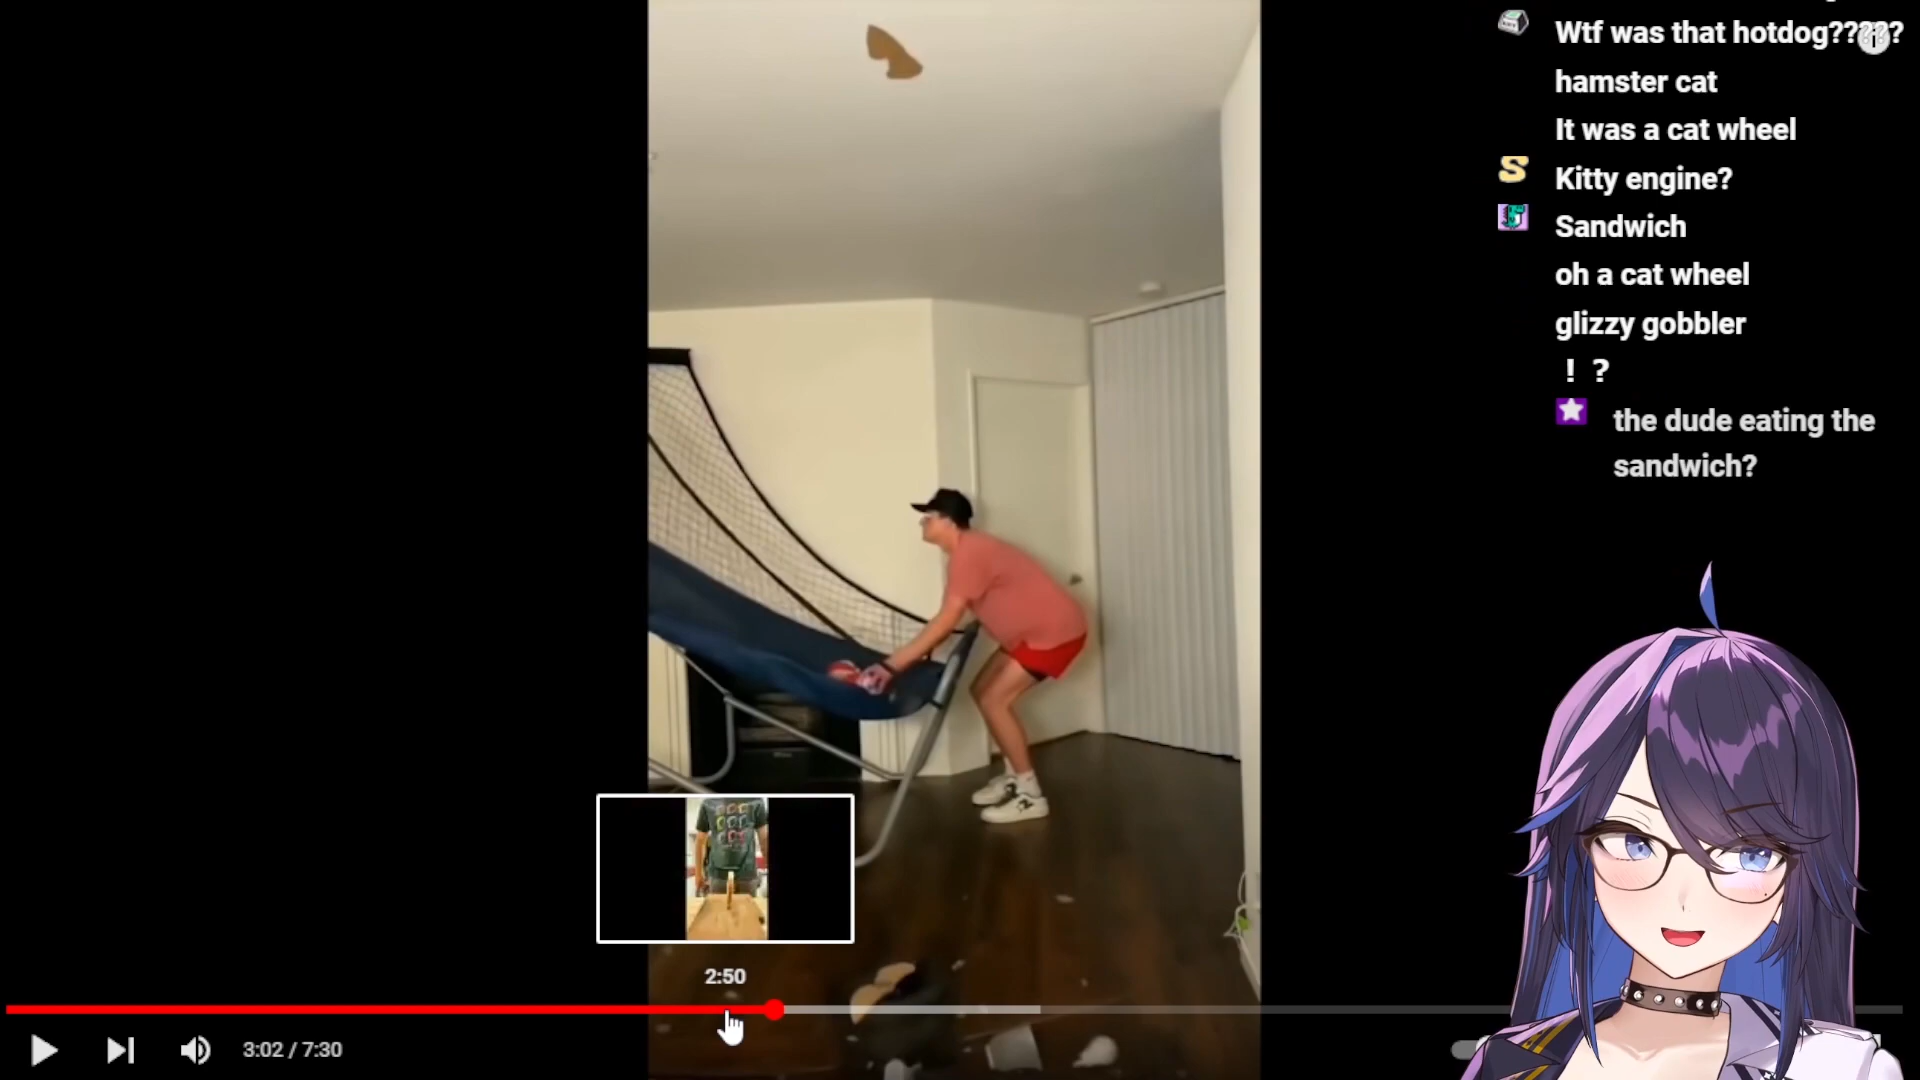 Wtf was that hotdog?????
hamster cat
It was a cat wheel
Kitty engine?
Sandwich
oh a cat wheel
glizzy gobbler
! ?
the dude eating the
sandwich?
2:50
3:02 / 7:30